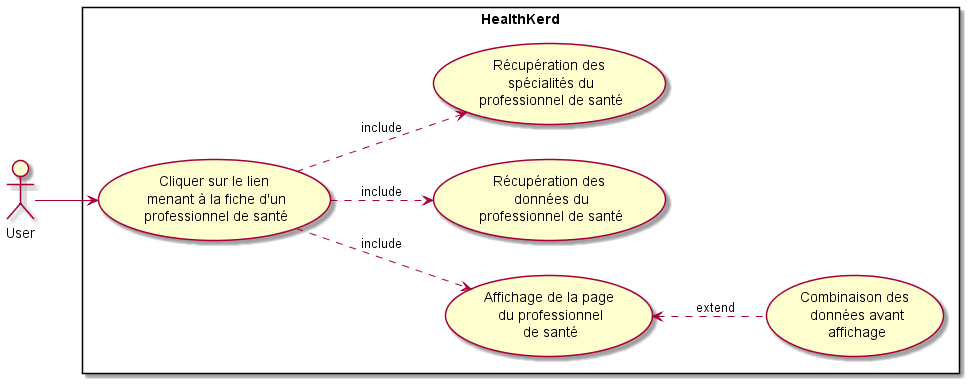 HealthKerd
Récupération des
spécialités du
professionnel de santé
include
Cliquer sur le lien
menant à la fiche d'un
professionnel de santé
User
include
Récupération des
données du
professionnel de santé
include
Affichage de la page
du professionnel
de santé
extend
Combinaison des
données avant
affichage